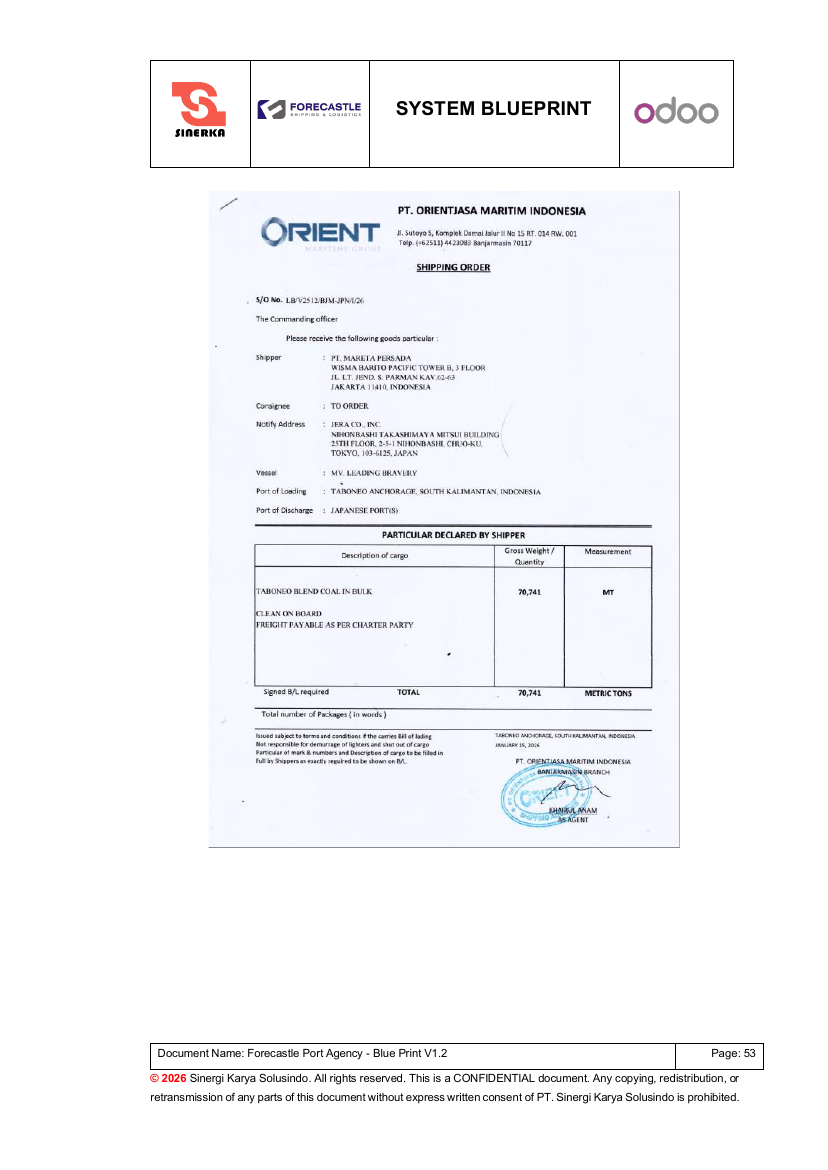 SINERKA
FORECASTLE
SHIPPING & LOGISTICS
SYSTEM BLUEPRINT
odoo
PT. ORIENTJASA MARITIM INDONESIA
ORIENT
MARITIME GROUP
Jl. Sutoyo S, Komplek Damai Jalur II No 15 RT. 014 RW. 001
Telp. (+62511) 4423083 Banjarmasin 70117
SHIPPING ORDER
S/O No. LB/V2512/BJM-JPN/I/26
The Commanding officer
Please receive the following goods particular :
Shipper : PT. MARETA PERSADA
WISMA BARITO PACIFIC TOWER B, 3 FLOOR
JL. LT. JEND. S. PARMAN KAV.62-63
JAKARTA 11410, INDONESIA
Consignee : TO ORDER
Notify Address : JERA CO., INC.
NIHONBASHI TAKASHIMAYA MITSUI BUILDING
25TH FLOOR, 2-5-1 NIHONBASHI, CHUO-KU,
TOKYO, 103-6125, JAPAN
Vessel : MV. LEADING BRAVERY
Port of Loading : TABONEO ANCHORAGE, SOUTH KALIMANTAN, INDONESIA
Port of Discharge : JAPANESE PORT(S)
PARTICULAR DECLARED BY SHIPPER
Description of cargo Gross Weight / Quantity Measurement
TABONEO BLEND COAL IN BULK 70,741 MT
CLEAN ON BOARD
FREIGHT PAYABLE AS PER CHARTER PARTY
Signed B/L required TOTAL 70,741 METRIC TONS
Total number of Packages ( in words )
Issued subject to terms and conditions if the carries Bill of lading
Not responsible for demurrage of lighters and shut out of cargo
Particular of mark & numbers and Description of cargo to be filled in
Full by Shippers as exactly reguired to be shown on B/L.
TABONEO ANCHORAGE, SOUTH KALIMANTAN, INDONESIA
JANUARY 15, 2026
PT. ORIENTJASA MARITIM INDONESIA
BANJARMASIN BRANCH
ORIENT
KHAIRUL ANAM
AS AGENT
Document Name: Forecastle Port Agency - Blue Print V1.2 Page: 53
© 2026 Sinergi Karya Solusindo. All rights reserved. This is a CONFIDENTIAL document. Any copying, redistribution, or
retransmission of any parts of this document without express written consent of PT. Sinergi Karya Solusindo is prohibited.